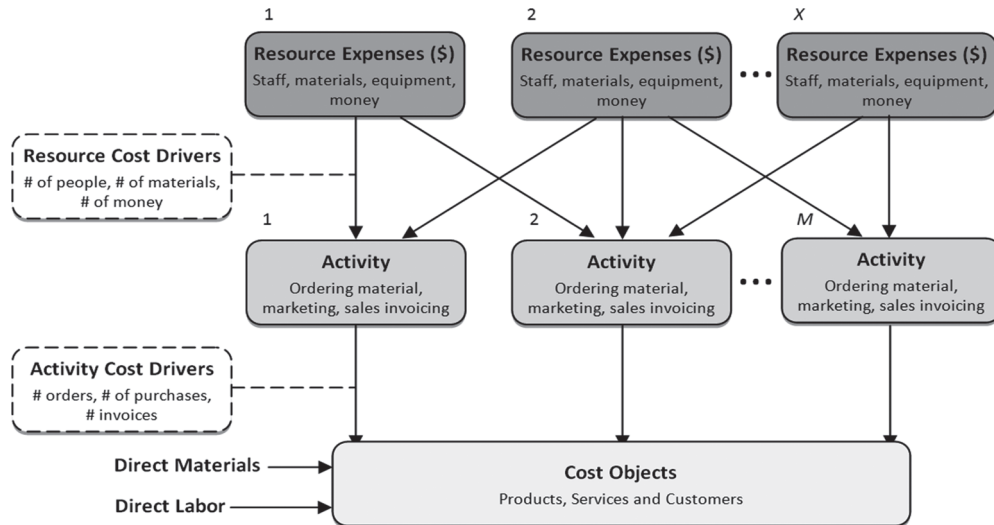 1
2
X
Resource Expenses ($)
Staff, materials, equipment,
money
Resource Expenses ($)
Staff, materials, equipment,
money
Resource Expenses ($)
Staff, materials, equipment,
money
Resource Cost Drivers
# of people, # of materials,
# of money
1
2
M
Activity
Ordering material,
marketing, sales invoicing
Activity
Ordering material,
marketing, sales invoicing
Activity
Ordering material,
marketing, sales invoicing
Activity Cost Drivers
# orders, # of purchases,
# invoices
Direct Materials
Direct Labor
Cost Objects
Products, Services and Customers